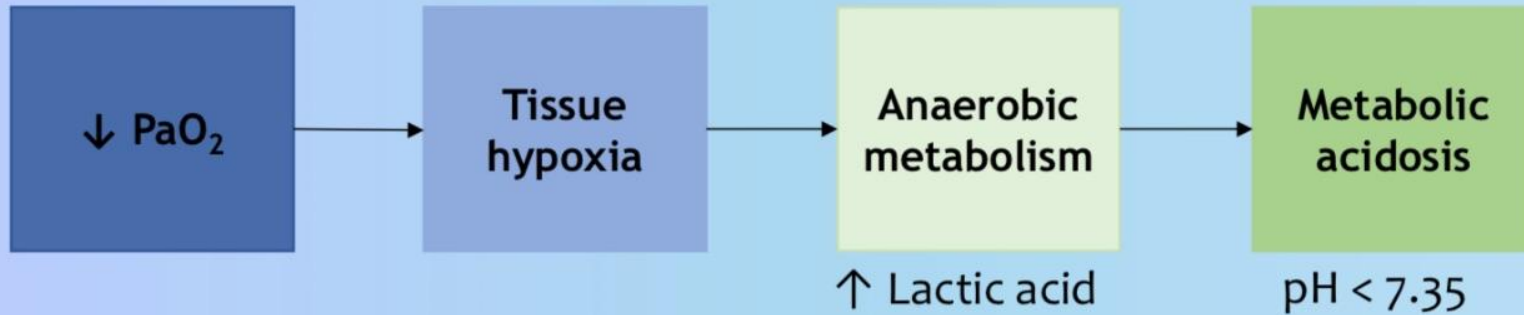 ↓ PaO₂
Tissue
hypoxia
Anaerobic
metabolism
↑ Lactic acid
Metabolic
acidosis
pH < 7.35